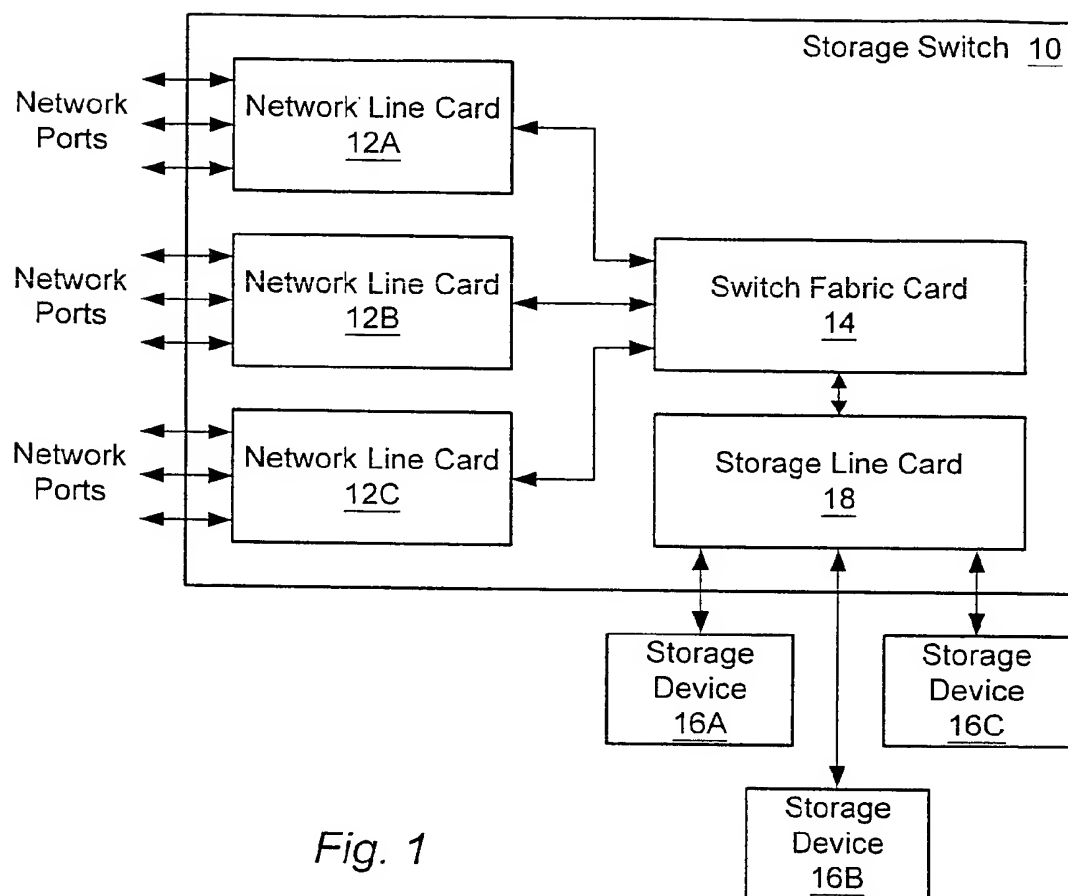 Storage Switch 10
Network
Ports
Network Line Card
12A
Network
Ports
Network Line Card
12B
Switch Fabric Card
14
Network
Ports
Network Line Card
12C
Storage Line Card
18
Storage
Device
16A
Storage
Device
16C
Storage
Device
16B
Fig. 1